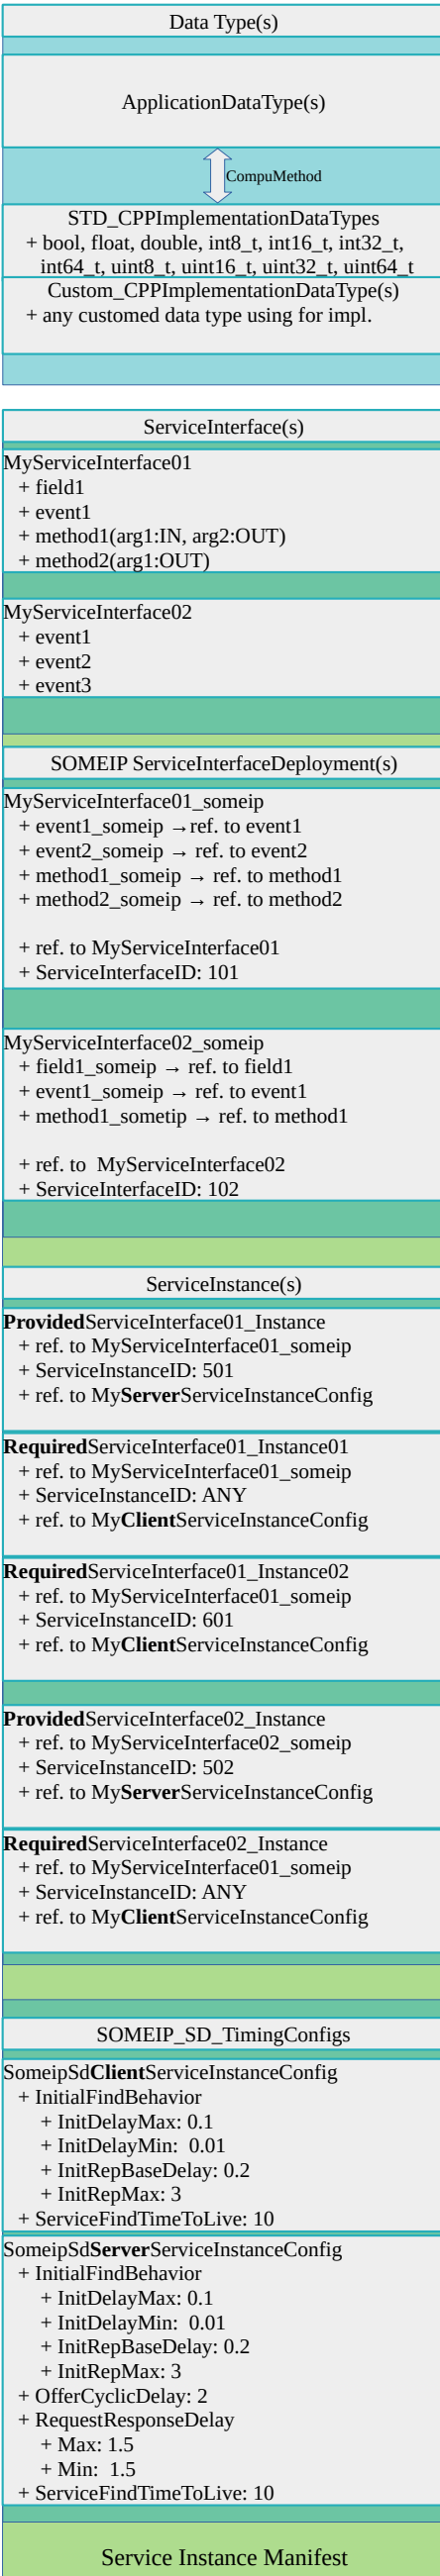 Data Type(s)
ApplicationDataType(s)
CompuMethod
STD_CPPImplementationDataTypes
+ bool, float, double, int8_t, int16_t, int32_t,
int64_t, uint8_t, uint16_t, uint32_t, uint64_t
Custom_CPPImplementationDataType(s)
+ any customed data type using for impl.
ServiceInterface(s)
MyServiceInterface01
+ field1
+ event1
+ method1(arg1:IN, arg2:OUT)
+ method2(arg1:OUT)
MyServiceInterface02
+ event1
+ event2
+ event3
SOMEIP ServiceInterfaceDeployment(s)
MyServiceInterface01_someip
+ event1_someip →ref. to event1
+ event2_someip → ref. to event2
+ method1_someip → ref. to method1
+ method2_someip → ref. to method2
+ ref. to MyServiceInterface01
+ ServiceInterfaceID: 101
MyServiceInterface02_someip
+ field1_someip → ref. to field1
+ event1_someip → ref. to event1
+ method1_sometip → ref. to method1
+ ref. to  MyServiceInterface02
+ ServiceInterfaceID: 102
ServiceInstance(s)
ProvidedServiceInterface01_Instance
+ ref. to MyServiceInterface01_someip
+ ServiceInstanceID: 501
+ ref. to MyServerServiceInstanceConfig
RequiredServiceInterface01_Instance01
+ ref. to MyServiceInterface01_someip
+ ServiceInstanceID: ANY
+ ref. to MyClientServiceInstanceConfig
RequiredServiceInterface01_Instance02
+ ref. to MyServiceInterface01_someip
+ ServiceInstanceID: 601
+ ref. to MyClientServiceInstanceConfig
ProvidedServiceInterface02_Instance
+ ref. to MyServiceInterface02_someip
+ ServiceInstanceID: 502
+ ref. to MyServerServiceInstanceConfig
RequiredServiceInterface02_Instance
+ ref. to MyServiceInterface01_someip
+ ServiceInstanceID: ANY
+ ref. to MyClientServiceInstanceConfig
SOMEIP_SD_TimingConfigs
SomeipSdClientServiceInstanceConfig
+ InitialFindBehavior
+ InitDelayMax: 0.1
+ InitDelayMin:  0.01
+ InitRepBaseDelay: 0.2
+ InitRepMax: 3
+ ServiceFindTimeToLive: 10
SomeipSdServerServiceInstanceConfig
+ InitialFindBehavior
+ InitDelayMax: 0.1
+ InitDelayMin:  0.01
+ InitRepBaseDelay: 0.2
+ InitRepMax: 3
+ OfferCyclicDelay: 2
+ RequestResponseDelay
+ Max: 1.5
+ Min:  1.5
+ ServiceFindTimeToLive: 10
Service Instance Manifest